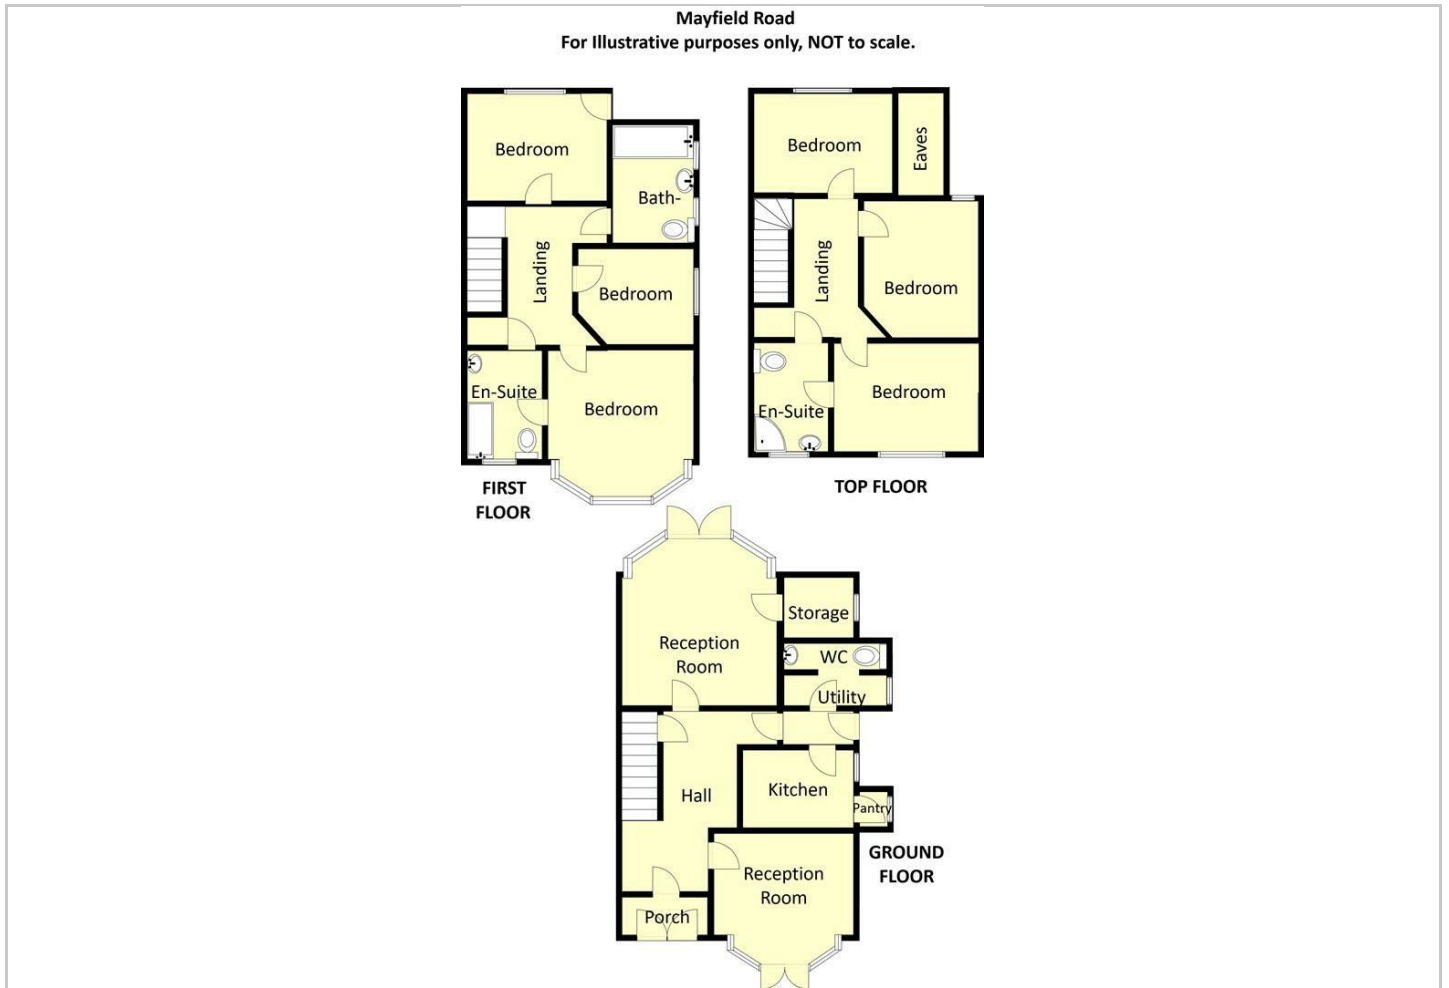 Mayfield Road
For Illustrative purposes only, NOT to scale.
Bedroom
Bath-
Landing
Bedroom
En-Suite
Bedroom
FIRST
FLOOR
Bedroom
Eaves
Landing
Bedroom
Bedroom
En-Suite
TOP FLOOR
Storage
Reception
Room
WC
Utility
Kitchen
Hall
Pantry
GROUND
FLOOR
Reception
Room
Porch